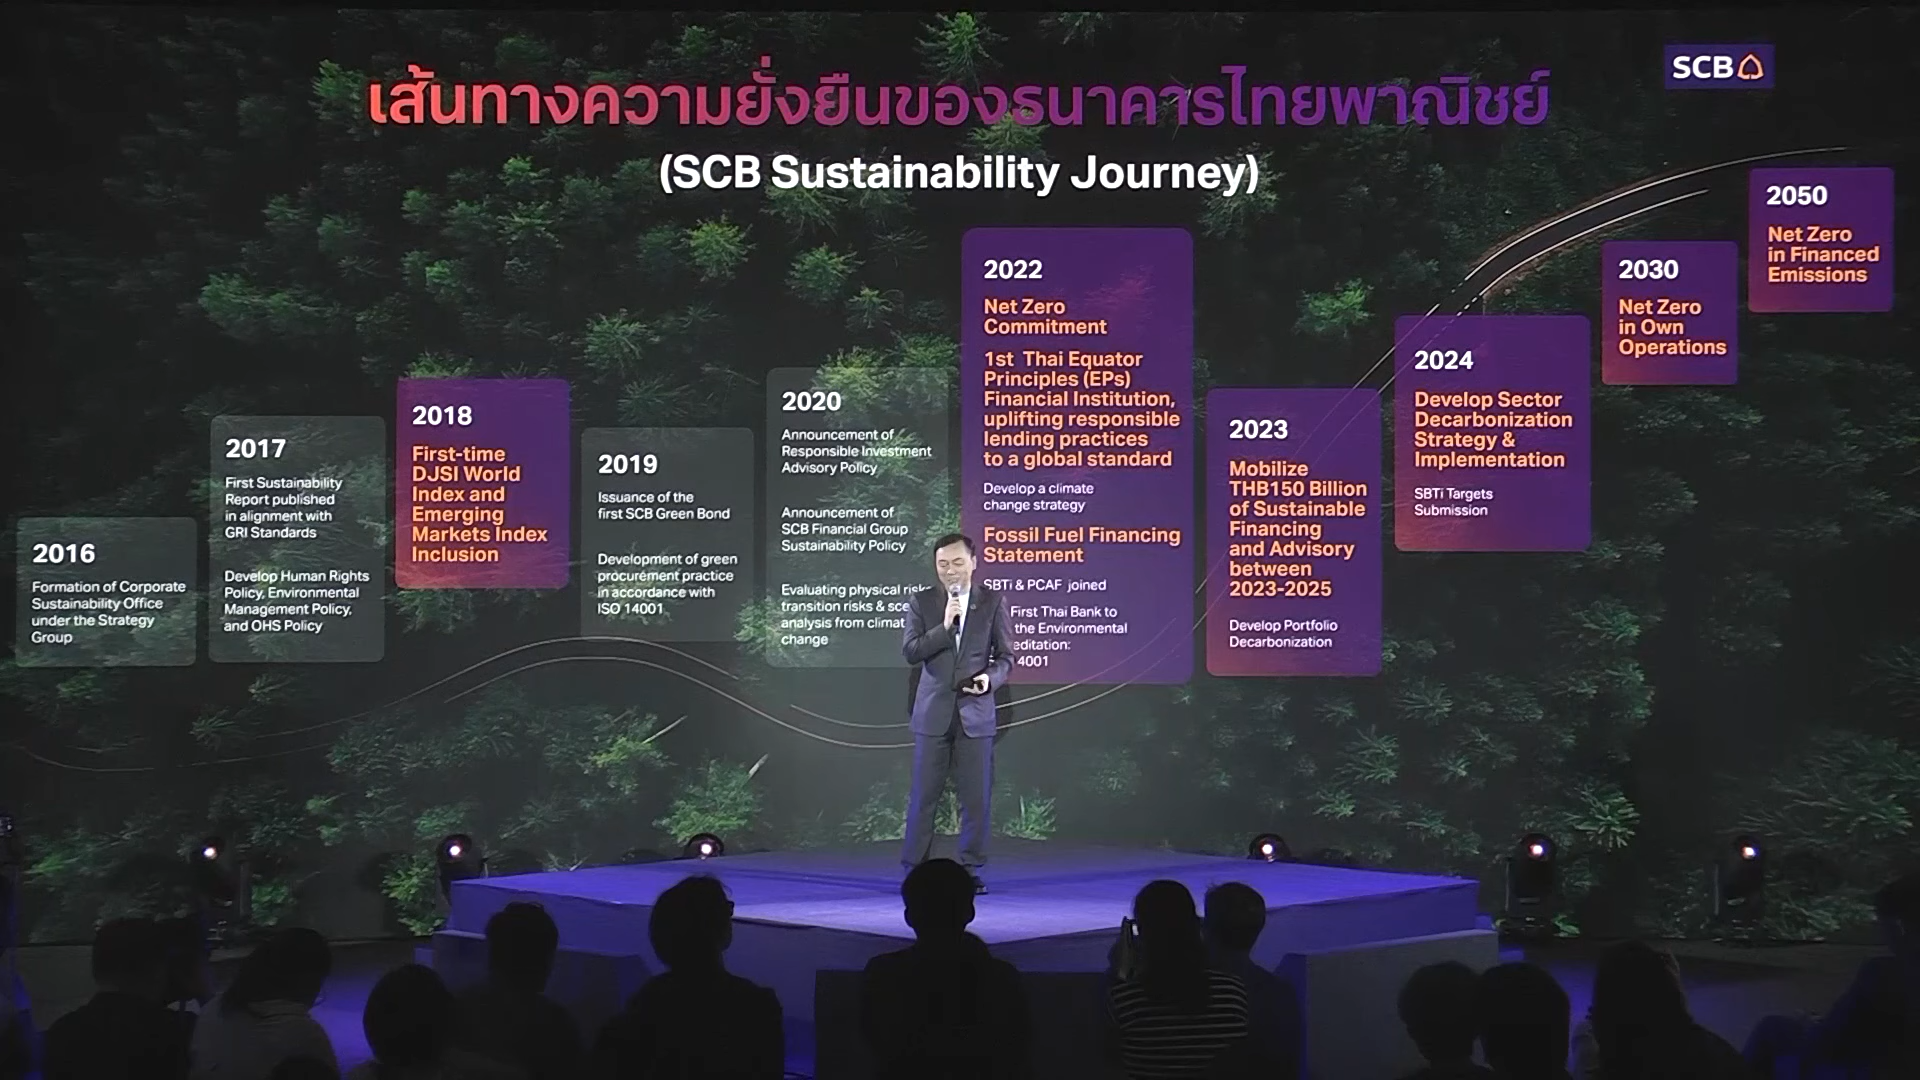 เส้นทางความยั่งยืนของธนาคารไทยพาณิชย์
(SCB Sustainability Journey)
SCB
2016
Formation of Corporate
Sustainability Office
under the Strategy
Group
2017
First Sustainability
Report published
in alignment with
GRI Standards
Develop Human Rights
Policy, Environmental
Management Policy,
and OHS Policy
2018
First-time
DJSI World
Index and
Emerging
Markets Index
Inclusion
2019
Issuance of the
first SCB Green Bond
Development of green
procurement practice
in accordance with
ISO 14001
2020
Announcement of
Responsible Investment
Advisory Policy
Announcement of
SCB Financial Group
Sustainability Policy
Evaluating physical risks
transition risks &
analysis from
change
2022
Net Zero
Commitment
1st Thai Equator
Principles (EPs)
Financial Institution,
uplifting responsible
lending practices
to a global standard
Develop a climate
change strategy
Fossil Fuel Financing
Statement
SBTi & PCAF joined
First Thai Bank to
the Environmental
4001
2023
Mobilize
THB150 Billion
of Sustainable
Financing
and Advisory
between
2023-2025
Develop Portfolio
Decarbonization
2024
Develop Sector
Decarbonization
Strategy &
Implementation
SBTi Targets
Submission
2030
Net Zero
in Own
Operations
2050
Net Zero
in Financed
Emissions